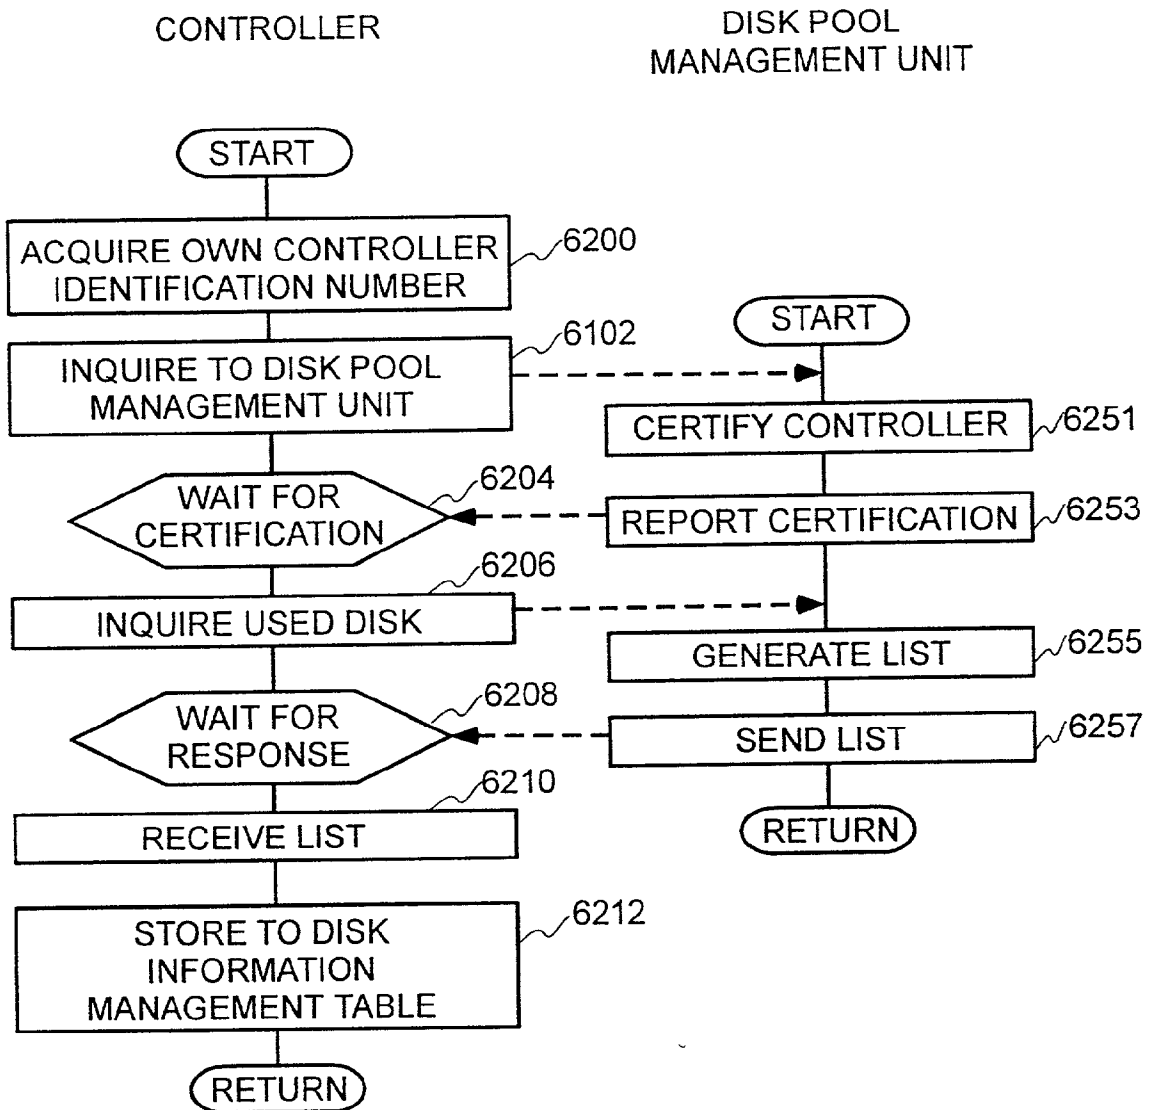 CONTROLLER
DISK POOL
MANAGEMENT UNIT
START
ACQUIRE OWN CONTROLLER
IDENTIFICATION NUMBER
6200
INQUIRE TO DISK POOL
MANAGEMENT UNIT
6102
WAIT FOR
CERTIFICATION
6204
INQUIRE USED DISK
6206
WAIT FOR
RESPONSE
6208
RECEIVE LIST
6210
STORE TO DISK
INFORMATION
MANAGEMENT TABLE
6212
RETURN
START
CERTIFY CONTROLLER
6251
REPORT CERTIFICATION
6253
GENERATE LIST
6255
SEND LIST
6257
RETURN